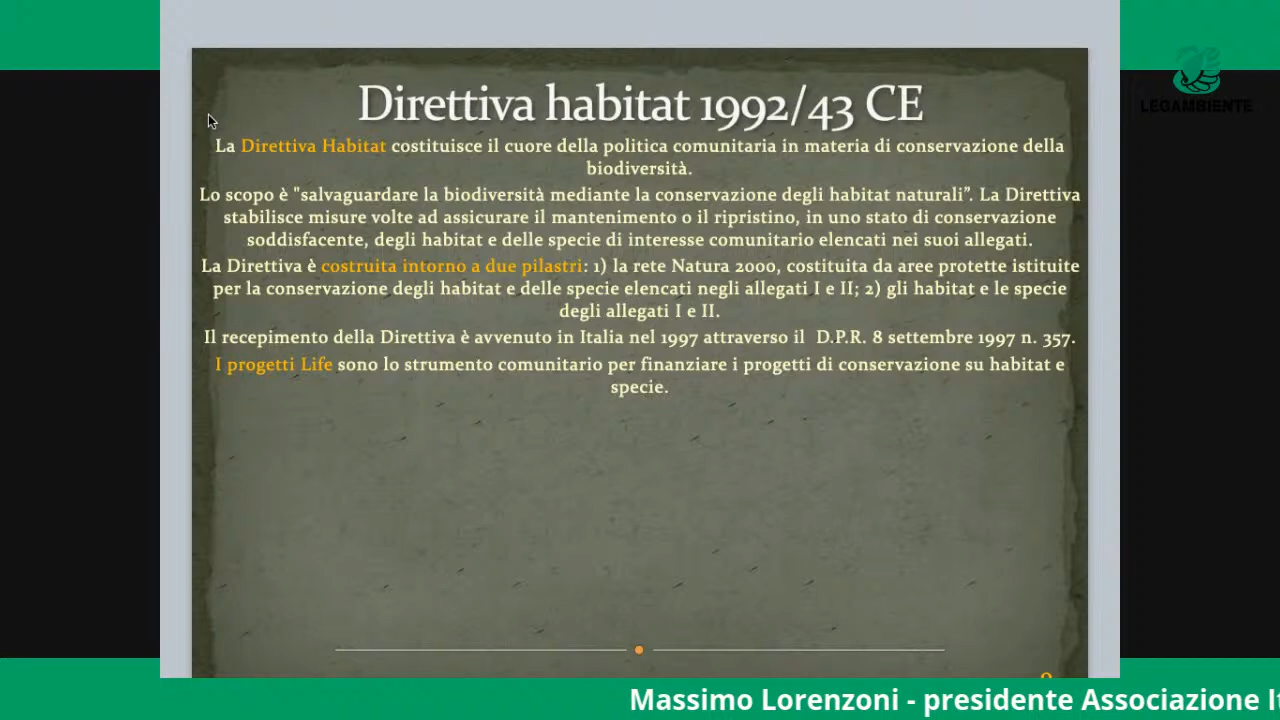 Direttiva habitat 1992/43 CE
La Direttiva Habitat costituisce il cuore della politica comunitaria in materia di conservazione della
biodiversità.
Lo scopo è "salvaguardare la biodiversità mediante la conservazione degli habitat naturali”. La Direttiva
stabilisce misure volte ad assicurare il mantenimento o il ripristino, in uno stato di conservazione
soddisfacente, degli habitat e delle specie di interesse comunitario elencati nei suoi allegati.
La Direttiva è costruita intorno a due pilastri: 1) la rete Natura 2000, costituita da aree protette istituite
per la conservazione degli habitat e delle specie elencati negli allegati I e II; 2) gli habitat e le specie
degli allegati I e II.
Il recepimento della Direttiva è avvenuto in Italia nel 1997 attraverso il D.P.R. 8 settembre 1997 n. 357.
I progetti Life sono lo strumento comunitario per finanziare i progetti di conservazione su habitat e
specie.
LEGAMBIENTE
Massimo Lorenzoni - presidente Associazione